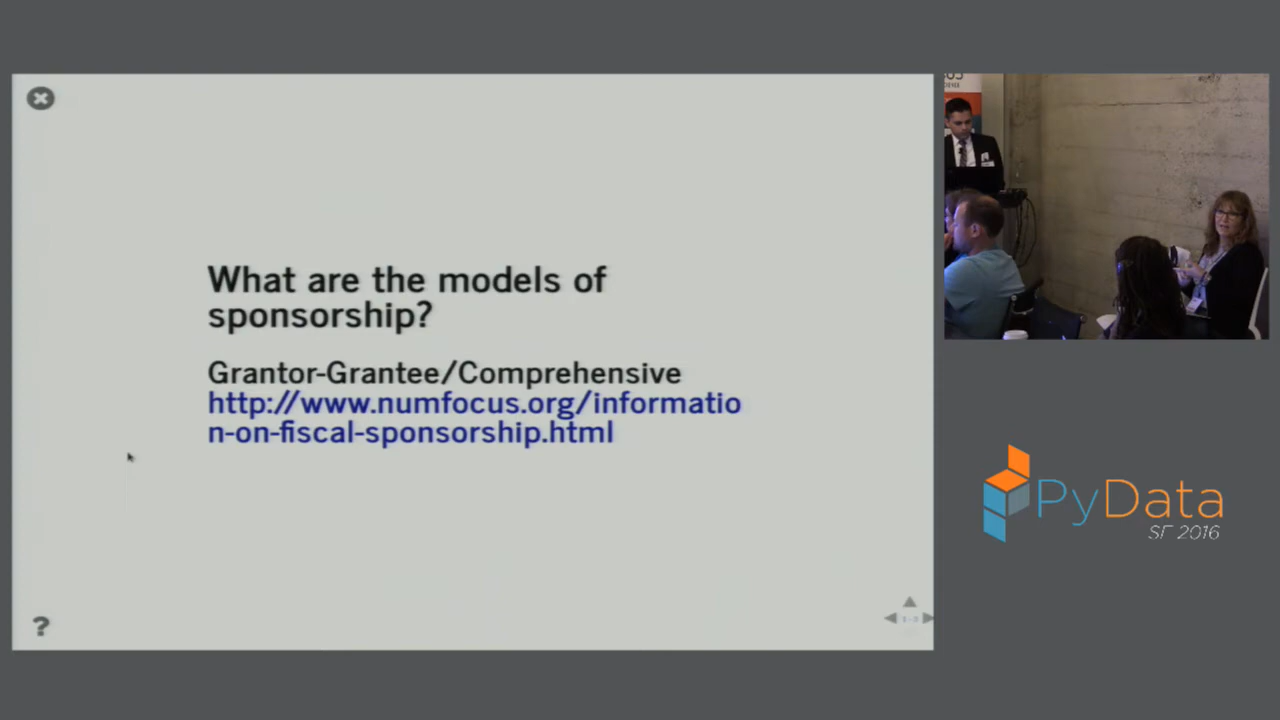 What are the models of
sponsorship?
Grantor-Grantee/Comprehensive
http://www.numfocus.org/informatio
n-on-fiscal-sponsorship.html
?
PyData
SF 2016